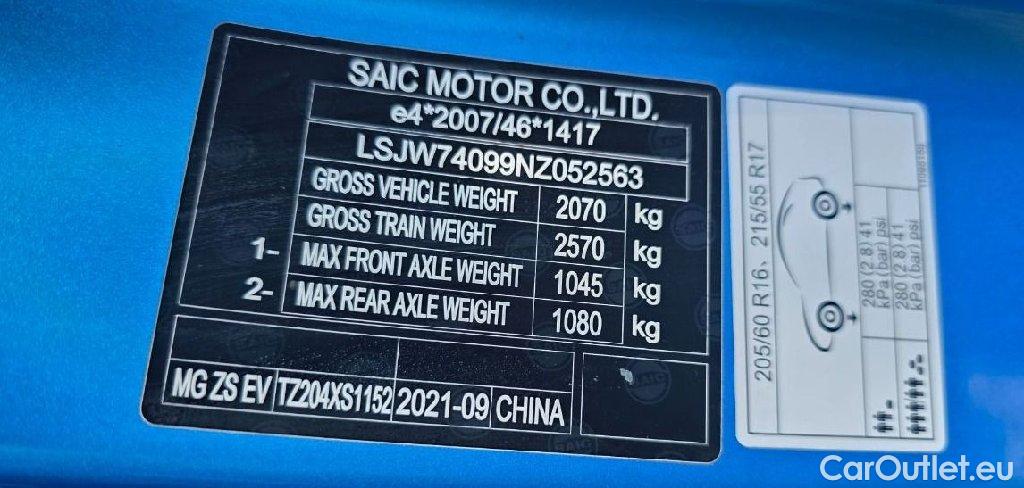 SAIC MOTOR CO.,LTD.
e4*2007/46*1417
LSJW74099NZ052563
GROSS VEHICLE WEIGHT 2070 kg
GROSS TRAIN WEIGHT 2570 kg
1- MAX FRONT AXLE WEIGHT 1045 kg
2- MAX REAR AXLE WEIGHT 1080 kg
MG ZS EV TZ204XS1152 2021-09 CHINA
205/60 R16、215/55 R17
280 (2 8) 41
kPa (bar) psi
280 (2 8) 41
kPa (bar) psi
SAIC
SAIC
CarOutlet.eu